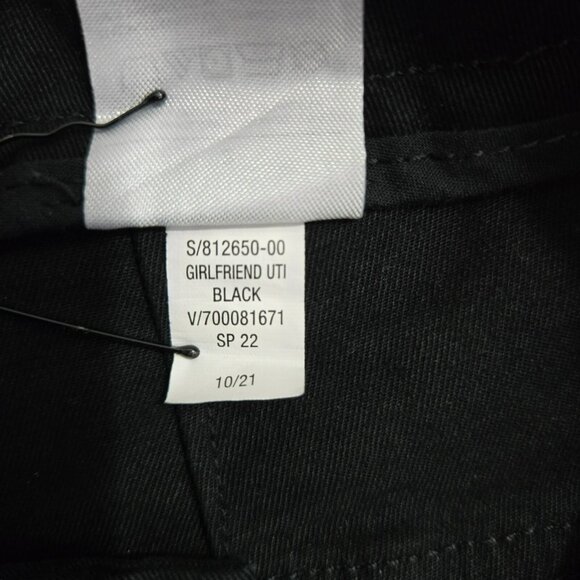 S/812650-00
GIRLFRIEND UTI
BLACK
V/700081671
SP 22
10/21